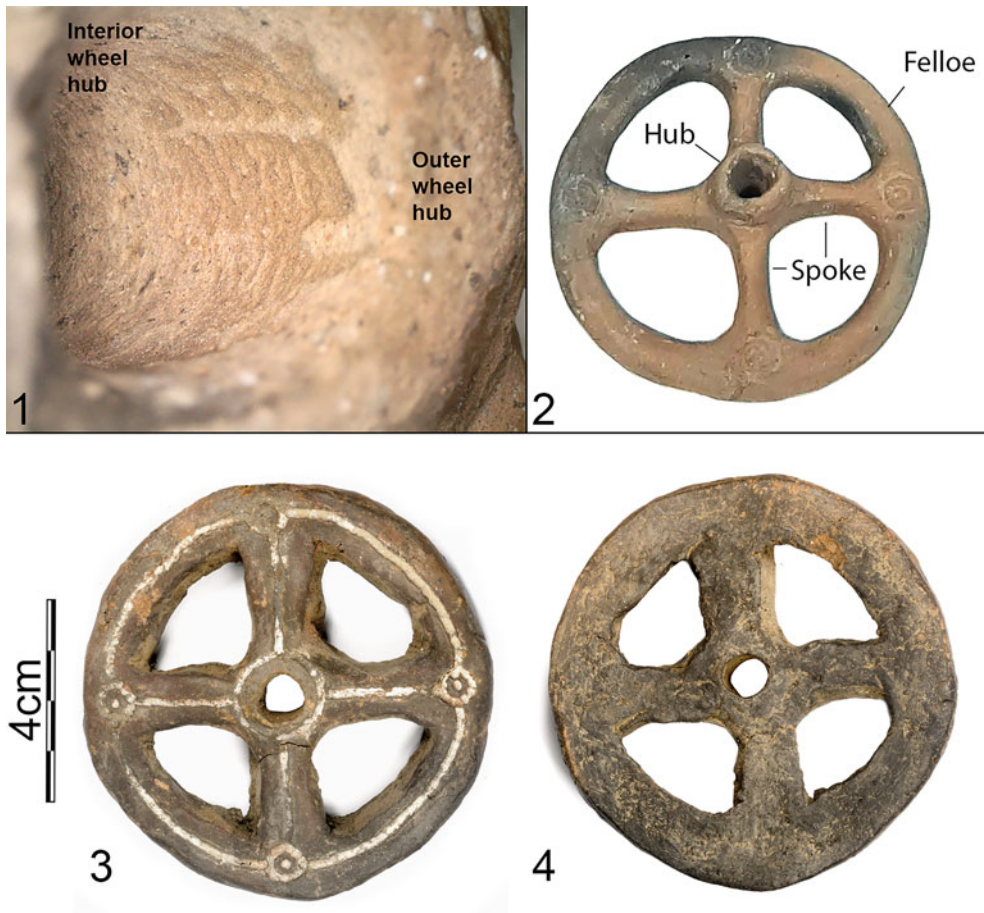 Interior
wheel
hub
Outer
wheel
hub
1
Felloe
Hub
Spoke
2
4cm
3
4